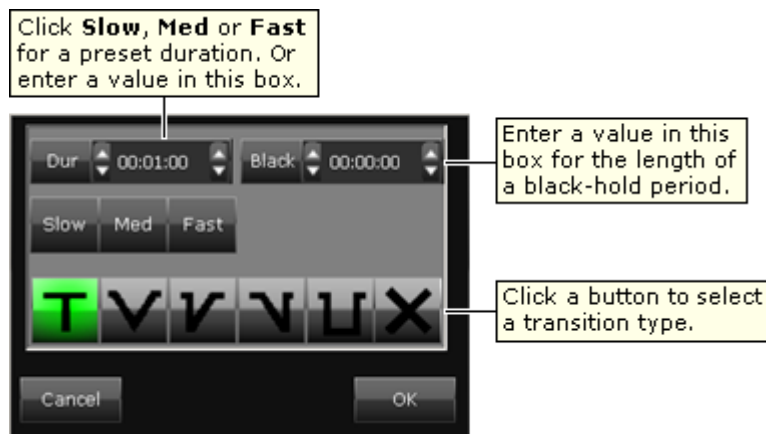 Click Slow, Med or Fast
for a preset duration. Or
enter a value in this box.
Dur 00:01:00 Black 00:00:00
Enter a value in this
box for the length of
a black-hold period.
Slow Med Fast
Click a button to select
a transition type.
Cancel OK